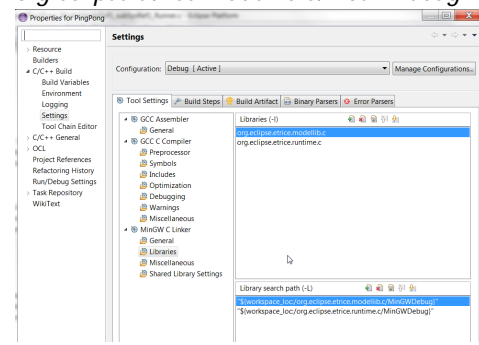 Properties for PingPong
Settings
Resource
Builders
C/C++ Build
Build Variables
Environment
Logging
Settings
Tool Chain Editor
C/C++ General
OCL
Project References
Refactoring History
Run/Debug Settings
Task Repository
WikiText
Configuration: Debug [ Active ]
Manage Configurations...
Tool Settings Build Steps Build Artifact Binary Parsers Error Parsers
GCC Assembler
General
GCC C Compiler
Preprocessor
Symbols
Includes
Optimization
Debugging
Warnings
Miscellaneous
MinGW C Linker
General
Libraries
Miscellaneous
Shared Library Settings
Libraries (-l)
org.eclipse.etrice.modellib.c
org.eclipse.etrice.runtime.c
Library search path (-L)
"${workspace_loc:/org.eclipse.etrice.modellib.c/MinGWDebug}"
"${workspace_loc:/org.eclipse.etrice.runtime.c/MinGWDebug}"